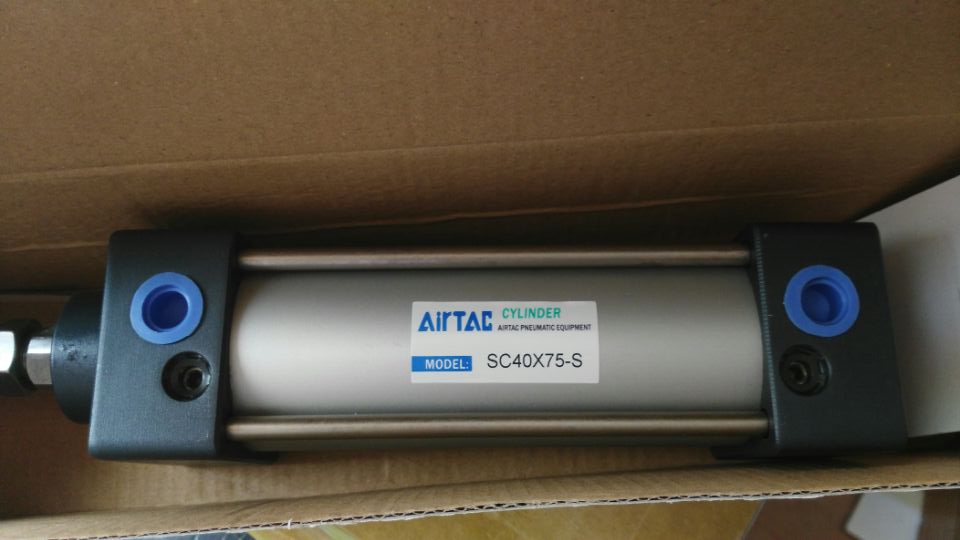 AirTAC CYLINDER
AIRTAC PNEUMATIC EQUIPMENT
MODEL: SC40X75-S